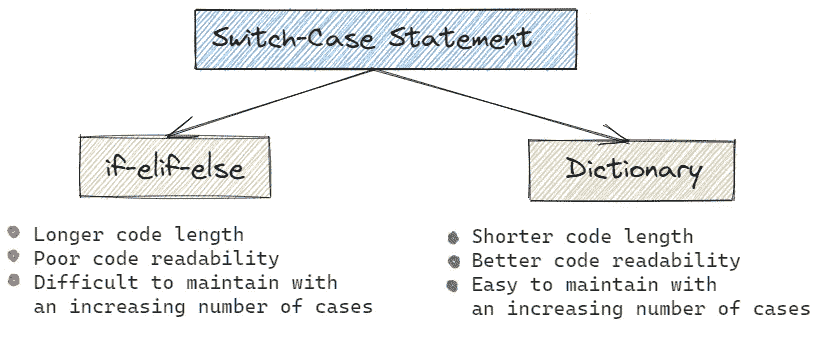 Switch-Case Statement
if-elif-else
Dictionary
Longer code length
Poor code readability
Difficult to maintain with
an increasing number of cases
Shorter code length
Better code readability
Easy to maintain with
an increasing number of cases